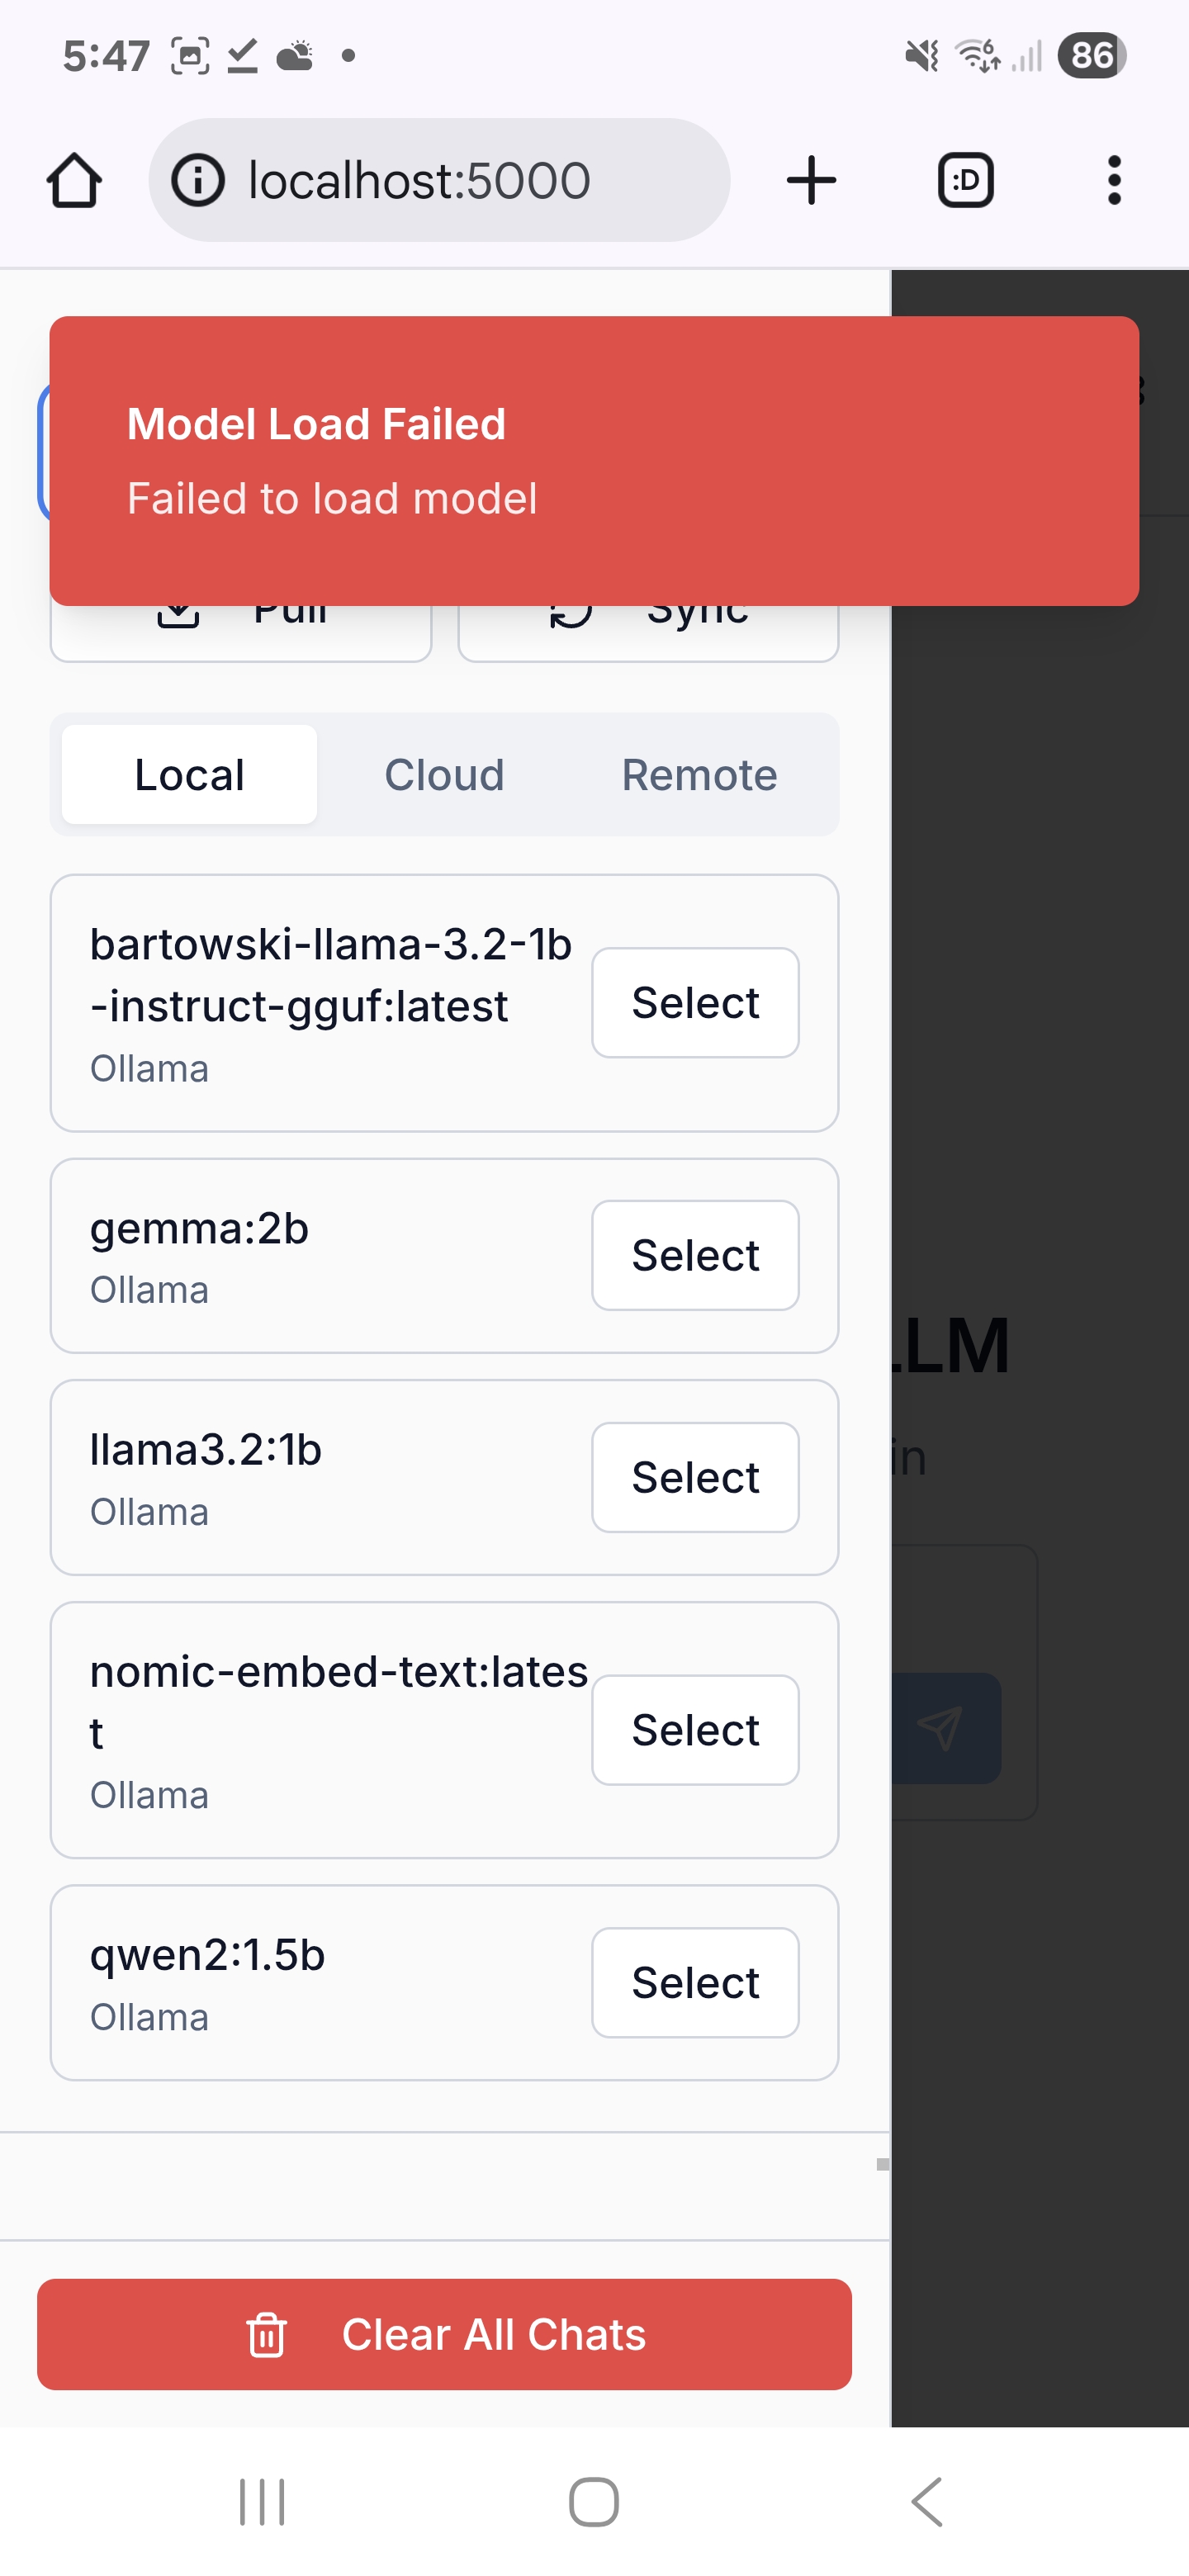 5:47
6
86
localhost:5000
:D
Model Load Failed
Failed to load model
Pull
Sync
Local
Cloud
Remote
bartowski-llama-3.2-1b
-instruct-gguf:latest
Ollama
Select
gemma:2b
Ollama
Select
LLM
in
llama3.2:1b
Ollama
Select
nomic-embed-text:lates
t
Ollama
Select
qwen2:1.5b
Ollama
Select
Clear All Chats